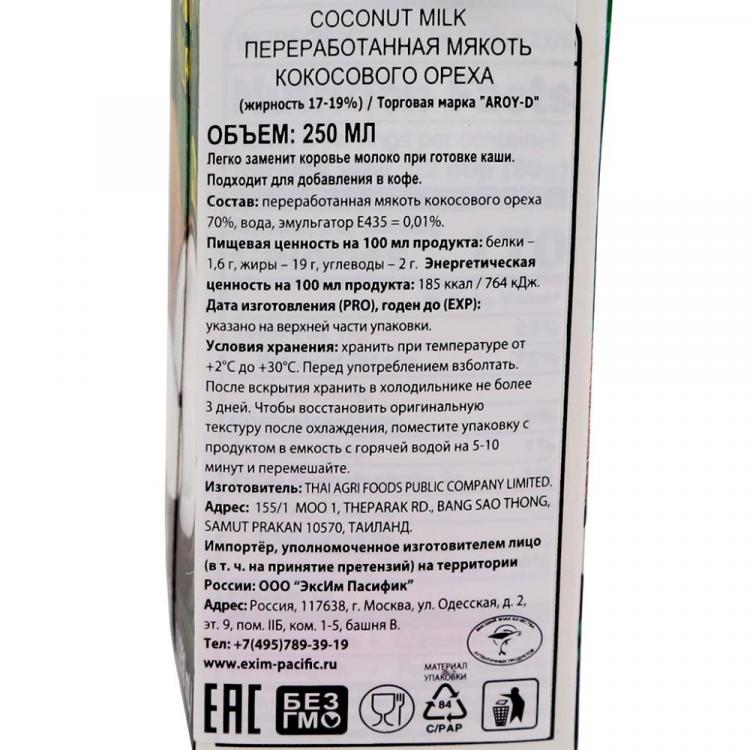 COCONUT MILK
ПЕРЕРАБОТАННАЯ МЯКОТЬ
КОКОСОВОГО ОРЕХА
(жирность 17-19%) / Торговая марка "AROY-D"
ОБЪЕМ: 250 МЛ
Легко заменит коровье молоко при готовке каши.
Подходит для добавления в кофе.
Состав: переработанная мякоть кокосового ореха
70%, вода, эмульгатор Е435 = 0,01%.
Пищевая ценность на 100 мл продукта: белки –
1,6 г, жиры – 19 г, углеводы – 2 г. Энергетическая
ценность на 100 мл продукта: 185 ккал / 764 кДж.
Дата изготовления (PRO), годен до (EXP):
указано на верхней части упаковки.
Условия хранения: хранить при температуре от
+2°С до +30°С. Перед употреблением взболтать.
После вскрытия хранить в холодильнике не более
3 дней. Чтобы восстановить оригинальную
текстуру после охлаждения, поместите упаковку с
продуктом в емкость с горячей водой на 5-10
минут и перемешайте.
Изготовитель: THAI AGRI FOODS PUBLIC COMPANY LIMITED.
Адрес: 155/1 MOO 1, THEPARAK RD., BANG SAO THONG,
SAMUT PRAKAN 10570, ТАИЛАНД.
Импортёр, уполномоченное изготовителем лицо
(в т. ч. на принятие претензий) на территории
России: ООО "ЭксИм Пасифик"
Адрес: Россия, 117638, г. Москва, ул. Одесская, д. 2,
эт. 9, пом. IIБ, ком. 1-5, башня В.
Тел: +7(495)789-39-19
www.exim-pacific.ru
МАТЕРИАЛ
УПАКОВКИ
EAC
БЕЗ
ГМО
84
C/PAP